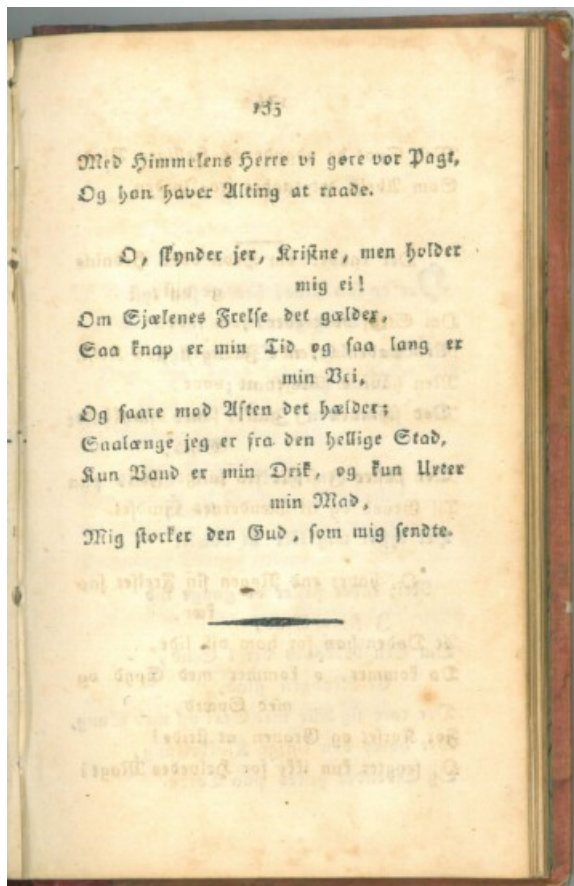 135
Med Himmelens Herre vi gøre vor Pagt,
Og han haver Alting at raade.
O, skynder jer, Kristne, men holder
mig ei!
Om Sjælenes Frelse det gælder,
Saa knap er min Tid og saa lang er
min Vei,
Og saare mod Aften det hælder;
Saalænge jeg er fra den hellige Stad,
Kun Vand er min Drik, og kun Urter
min Mad,
Mig styrker den Gud, som mig sendte.